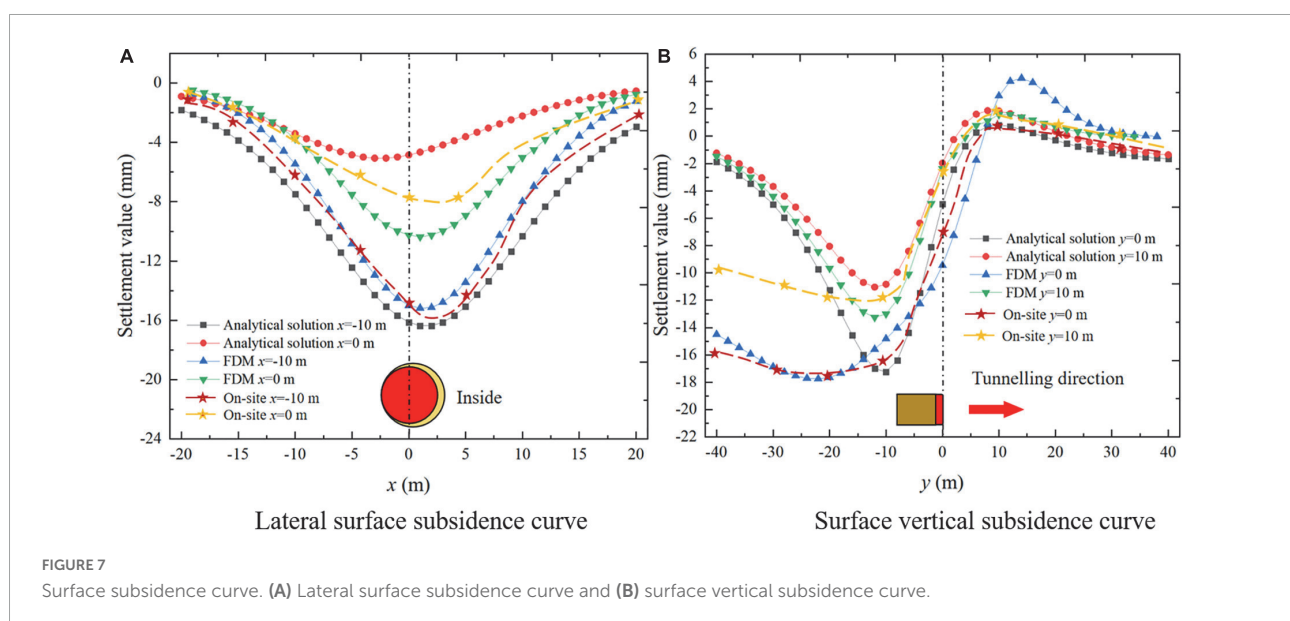 A
0
-4
-8
-12
-16
-20
-24
Settlement value (mm)
Analytical solution x=-10 m
Analytical solution x=0 m
FDM x=-10 m
FDM x=0 m
On-site x=-10 m
On-site x=0 m
Inside
-20 -15 -10 -5 0 5 10 15 20
x (m)
Lateral surface subsidence curve
B
6
4
2
0
-2
-4
-6
-8
-10
-12
-14
-16
-18
-20
-22
Settlement value (mm)
Analytical solution y=0 m
Analytical solution y=10 m
FDM y=0 m
FDM y=10 m
On-site y=0 m
On-site y=10 m
Tunnelling direction
-40 -30 -20 -10 0 10 20 30 40
y (m)
Surface vertical subsidence curve
FIGURE 7
Surface subsidence curve. (A) Lateral surface subsidence curve and (B) surface vertical subsidence curve.